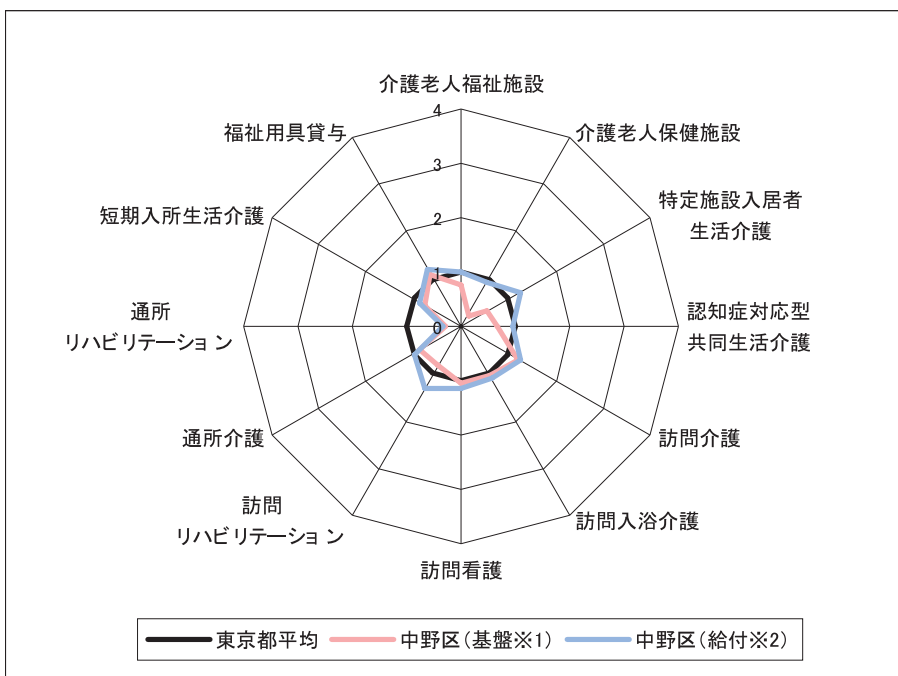 介護老人福祉施設
介護老人保健施設
特定施設入居者
生活介護
認知症対応型
共同生活介護
訪問介護
訪問入浴介護
訪問看護
訪問
リハビリテーション
通所介護
通所
リハビリテーション
短期入所生活介護
福祉用具貸与
4
3
2
1
0
東京都平均 中野区(基盤※1) 中野区(給付※2)